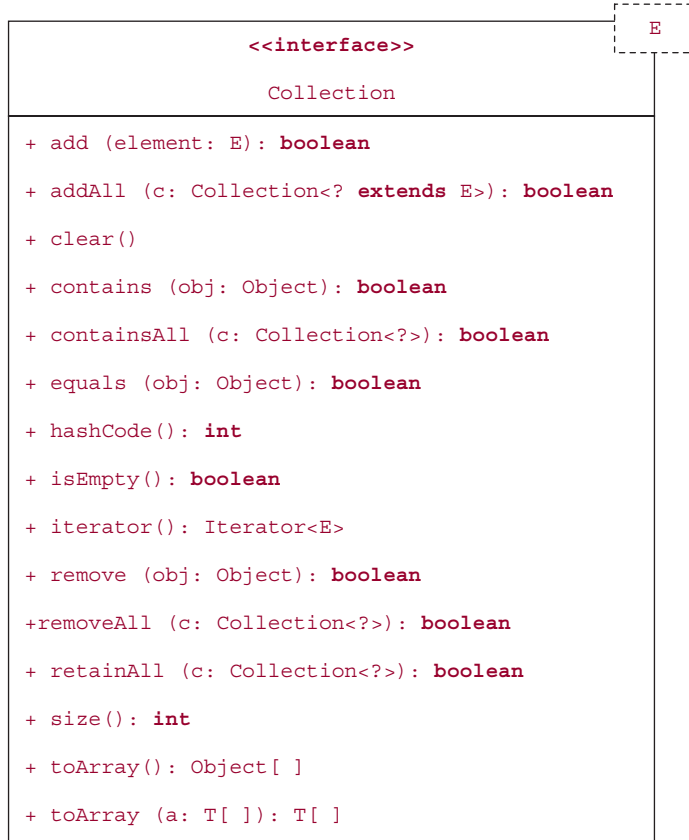 E
<<interface>>
Collection
+ add (element: E): boolean
+ addAll (c: Collection<? extends E>): boolean
+ clear()
+ contains (obj: Object): boolean
+ containsAll (c: Collection<?>): boolean
+ equals (obj: Object): boolean
+ hashCode(): int
+ isEmpty(): boolean
+ iterator(): Iterator<E>
+ remove (obj: Object): boolean
+removeAll (c: Collection<?>): boolean
+ retainAll (c: Collection<?>): boolean
+ size(): int
+ toArray(): Object[ ]
+ toArray (a: T[ ]): T[ ]